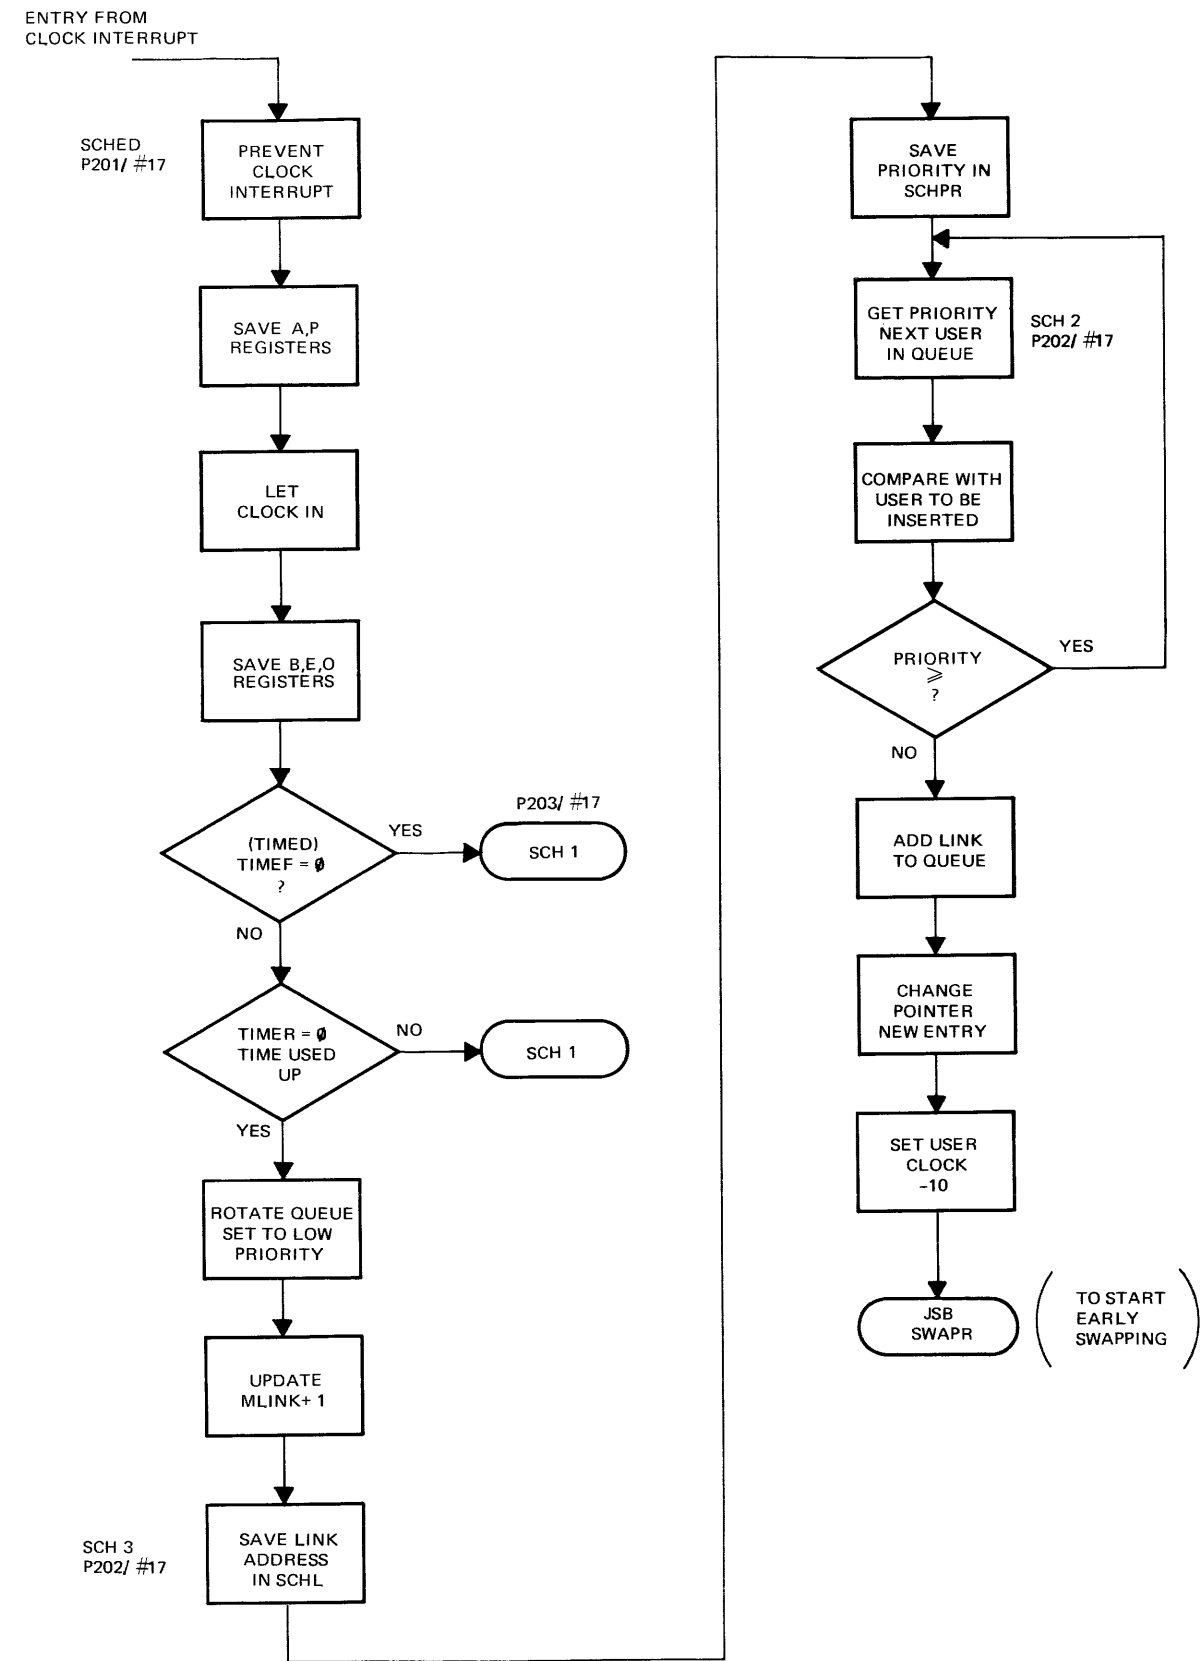 ENTRY FROM
CLOCK INTERRUPT
SCHED
P201/ #17
PREVENT
CLOCK
INTERRUPT
SAVE A,P
REGISTERS
LET
CLOCK IN
SAVE B,E,O
REGISTERS
(TIMED)
TIMEF = ø
?
YES
NO
P203/ #17
SCH 1
TIMER = ø
TIME USED
UP
NO
YES
SCH 1
ROTATE QUEUE
SET TO LOW
PRIORITY
UPDATE
MLINK+ 1
SCH 3
P202/ #17
SAVE LINK
ADDRESS
IN SCHL
SAVE
PRIORITY IN
SCHPR
GET PRIORITY
NEXT USER
IN QUEUE
SCH 2
P202/ #17
COMPARE WITH
USER TO BE
INSERTED
PRIORITY
⩾
?
YES
NO
ADD LINK
TO QUEUE
CHANGE
POINTER
NEW ENTRY
SET USER
CLOCK
-10
JSB
SWAPR
TO START
EARLY
SWAPPING